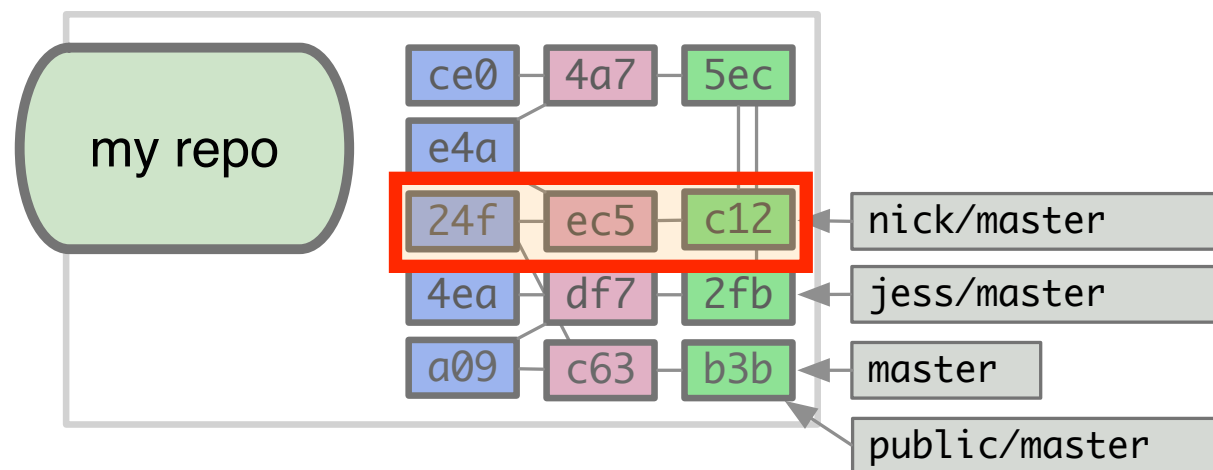 my repo
ce0 4a7 5ec
e4a
24f ec5 c12 nick/master
4ea df7 2fb jess/master
a09 c63 b3b master
public/master